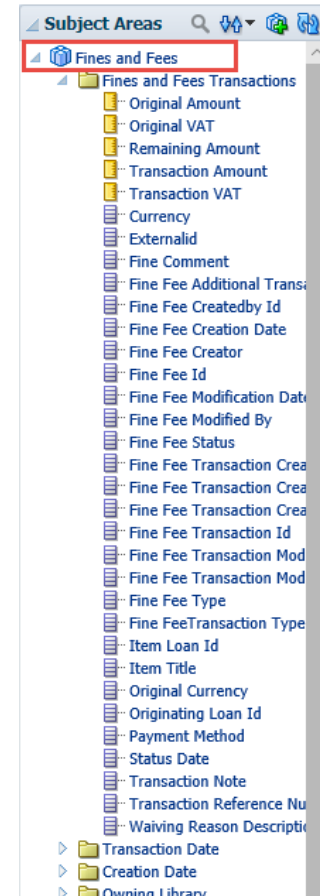 Subject Areas
Fines and Fees
Fines and Fees Transactions
Original Amount
Original VAT
Remaining Amount
Transaction Amount
Transaction VAT
Currency
Externalid
Fine Comment
Fine Fee Additional Transa
Fine Fee Createdby Id
Fine Fee Creation Date
Fine Fee Creator
Fine Fee Id
Fine Fee Modification Date
Fine Fee Modified By
Fine Fee Status
Fine Fee Transaction Crea
Fine Fee Transaction Crea
Fine Fee Transaction Crea
Fine Fee Transaction Id
Fine Fee Transaction Mod
Fine Fee Transaction Mod
Fine Fee Type
Fine FeeTransaction Type
Item Loan Id
Item Title
Original Currency
Originating Loan Id
Payment Method
Status Date
Transaction Note
Transaction Reference Nu
Waiving Reason Descriptio
Transaction Date
Creation Date
Owning Library